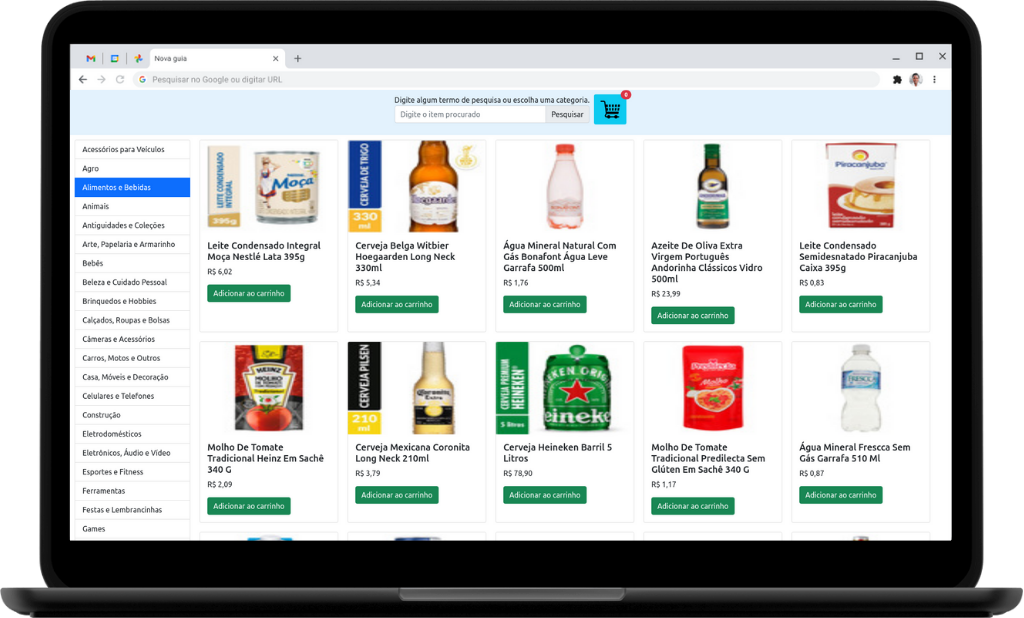 Nova guia
Pesquisar no Google ou digitar URL
Digite algum termo de pesquisa ou escolha uma categoria.
Digite o item procurado
Pesquisar
Acessórios para Veículos
Agro
Alimentos e Bebidas
Animais
Antiguidades e Coleções
Arte, Papelaria e Armarinho
Bebês
Beleza e Cuidado Pessoal
Brinquedos e Hobbies
Calçados, Roupas e Bolsas
Câmeras e Acessórios
Carros, Motos e Outros
Casa, Móveis e Decoração
Celulares e Telefones
Construção
Eletrodomésticos
Eletrônicos, Áudio e Vídeo
Esportes e Fitness
Ferramentas
Festas e Lembrancinhas
Games
LEITE CONDENSADO
INTEGRAL
395g
Moça
Leite Condensado Integral
Moça Nestlé Lata 395g
R$ 6,02
Adicionar ao carrinho
CERVEJA DE TRIGO
330
ml
Hoegaarden
Cerveja Belga Witbier
Hoegaarden Long Neck
330ml
R$ 5,34
Adicionar ao carrinho
Água Mineral Natural Com
Gás Bonafont Água Leve
Garrafa 500ml
R$ 1,76
Adicionar ao carrinho
Azeite De Oliva Extra
Virgem Português
Andorinha Clássicos Vidro
500ml
R$ 23,99
Adicionar ao carrinho
Piracanjuba
Leite Condensado
Semidesnatado Piracanjuba
Caixa 395g
R$ 0,83
Adicionar ao carrinho
HEINZ
MOLHO DE
TOMATE
Molho De Tomate
Tradicional Heinz Em Sachê
340 G
R$ 2,09
Adicionar ao carrinho
CERVEJA PILSEN
210
ml
Coronita
Extra
Cerveja Mexicana Coronita
Long Neck 210ml
R$ 3,79
Adicionar ao carrinho
CERVEJA PREMIUM
HEINEKEN
5 litros
Heineken
Cerveja Heineken Barril 5
Litros
R$ 78,90
Adicionar ao carrinho
Predilecta
Molho
Molho De Tomate
Tradicional Predilecta Sem
Glúten Em Sachê 340 G
R$ 1,17
Adicionar ao carrinho
FRESCCA
Água Mineral Frescca Sem
Gás Garrafa 510 Ml
R$ 0,87
Adicionar ao carrinho